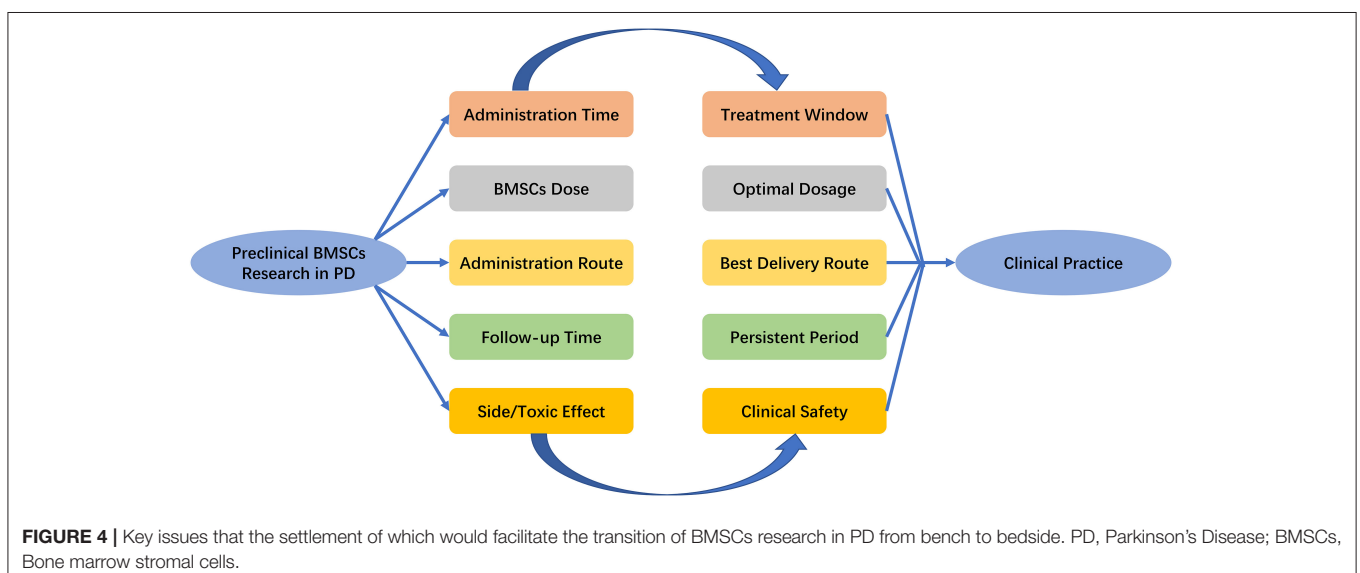 Administration Time
Treatment Window
BMSCs Dose
Optimal Dosage
Preclinical BMSCs
Research in PD
Administration Route
Best Delivery Route
Clinical Practice
Follow-up Time
Persistent Period
Side/Toxic Effect
Clinical Safety
FIGURE 4 | Key issues that the settlement of which would facilitate the transition of BMSCs research in PD from bench to bedside. PD, Parkinson's Disease; BMSCs,
Bone marrow stromal cells.